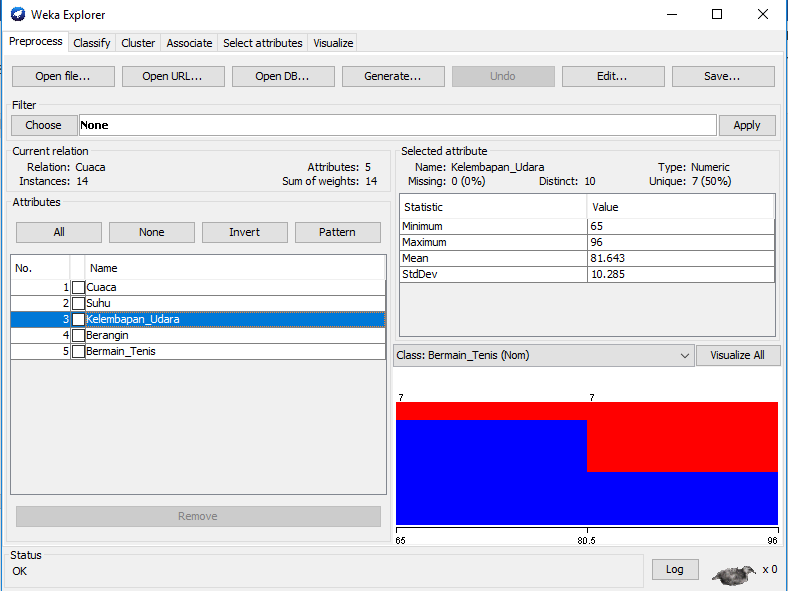 Weka Explorer
Preprocess Classify Cluster Associate Select attributes Visualize
Open file... Open URL... Open DB... Generate... Undo Edit... Save...
Filter
Choose None Apply
Current relation
Relation: Cuaca Attributes: 5
Instances: 14 Sum of weights: 14
Attributes
All None Invert Pattern
No. Name
1 Cuaca
2 Suhu
3 Kelembapan_Udara
4 Berangin
5 Bermain_Tenis
Remove
Selected attribute
Name: Kelembapan_Udara Type: Numeric
Missing: 0 (0%) Distinct: 10 Unique: 7 (50%)
Statistic Value
Minimum 65
Maximum 96
Mean 81.643
StdDev 10.285
Class: Bermain_Tenis (Nom) Visualize All
7 7
65 80.5 96
Status
OK
Log x 0